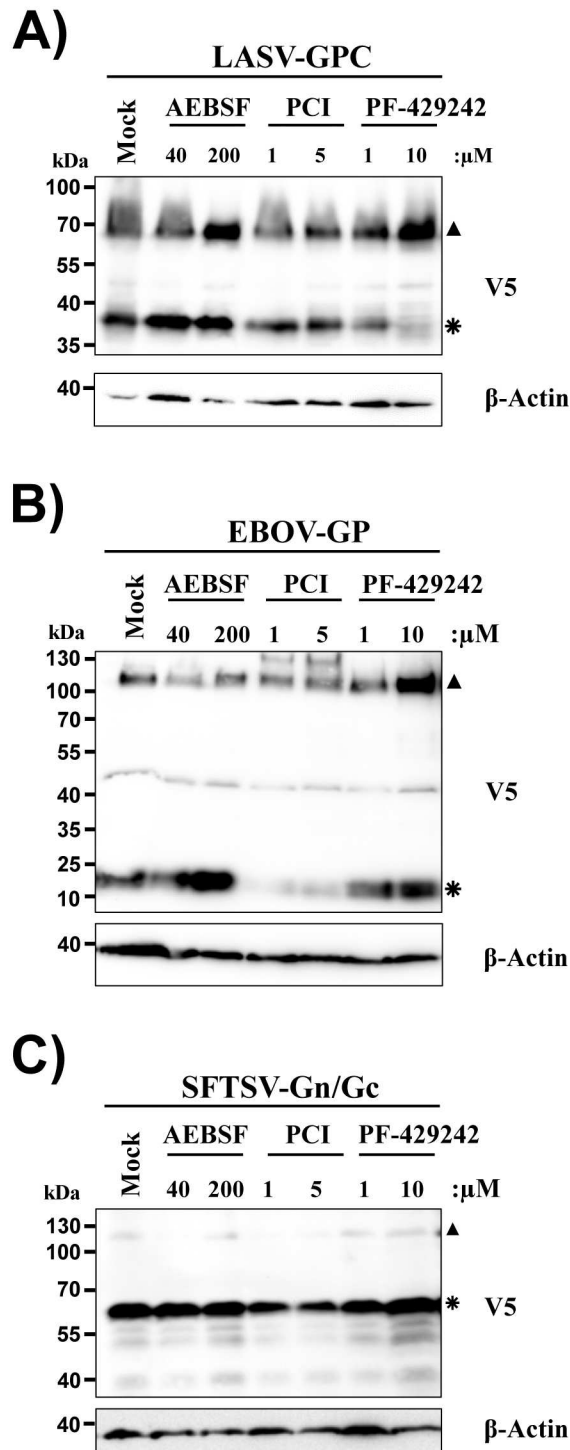 A)
LASV-GPC
Mock AEBSF PCI PF-429242
kDa 40 200 1 5 1 10 :μM
100
70 ▲
55
V5
40
35 *
40
β-Actin
B)
EBOV-GP
Mock AEBSF PCI PF-429242
kDa 40 200 1 5 1 10 :μM
130
100 ▲
70
55
40 V5
35
25
10 *
40
β-Actin
C)
SFTSV-Gn/Gc
Mock AEBSF PCI PF-429242
kDa 40 200 1 5 1 10 :μM
130 ▲
100
70
* V5
55
40
40
β-Actin